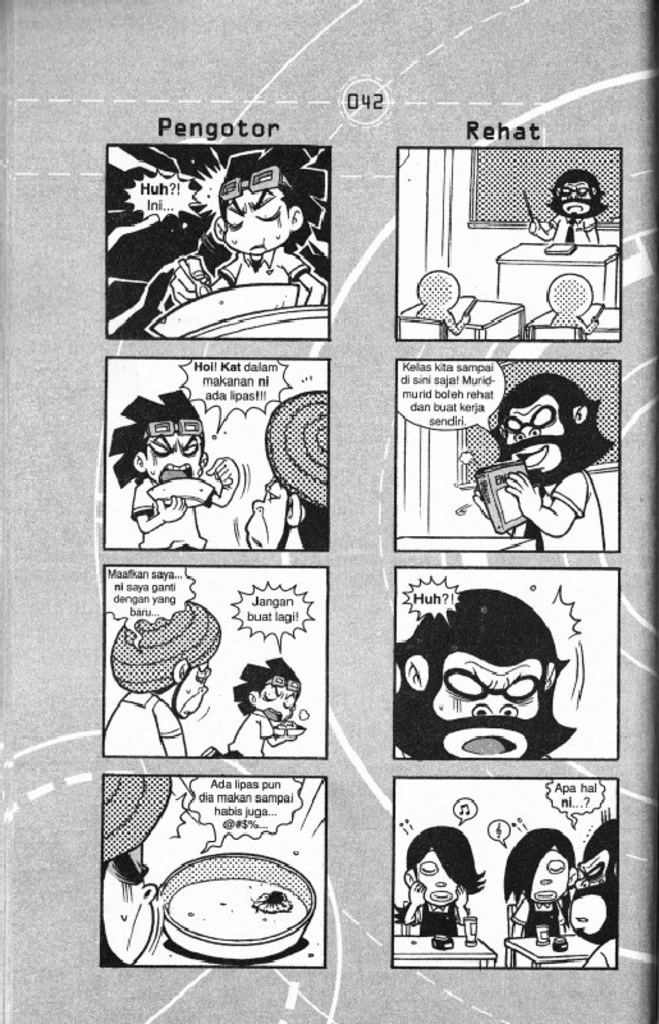 042
Pengotor
Huh?!
Ini...
Hoi! Kat dalam
makanan ni
ada lipas!!!
Maafkan saya...
ni saya ganti
dengan yang
baru...
Jangan
buat lagi!
Ada lipas pun
dia makan sampai
habis juga...
@#$%...
Rehat
Kelas kita sampai
di sini saja! Murid-
murid boleh rehat
dan buat kerja
sendiri.
Huh?!
Apa hal
ni...?